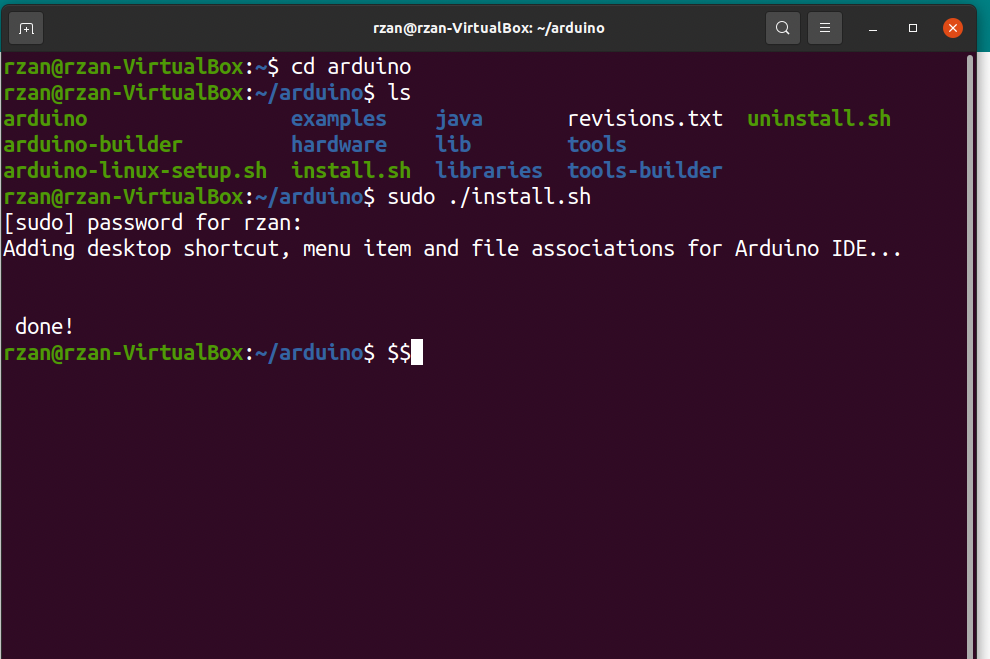 rzan@rzan-VirtualBox: ~/arduino
rzan@rzan-VirtualBox:~$ cd arduino
rzan@rzan-VirtualBox:~/arduino$ ls
arduino examples java revisions.txt uninstall.sh
arduino-builder hardware lib tools
arduino-linux-setup.sh install.sh libraries tools-builder
rzan@rzan-VirtualBox:~/arduino$ sudo ./install.sh
[sudo] password for rzan:
Adding desktop shortcut, menu item and file associations for Arduino IDE...
done!
rzan@rzan-VirtualBox:~/arduino$ $$